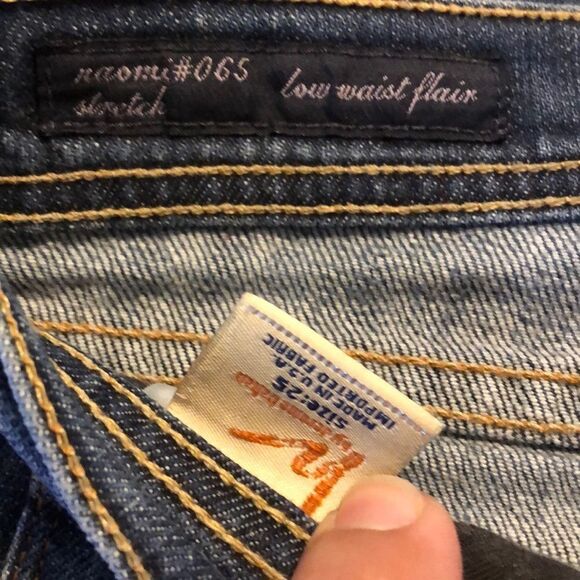 naomi#065 low waist flair
stretch
SIZE:25
MADE IN U.S.A.
IMPORTED FABRIC